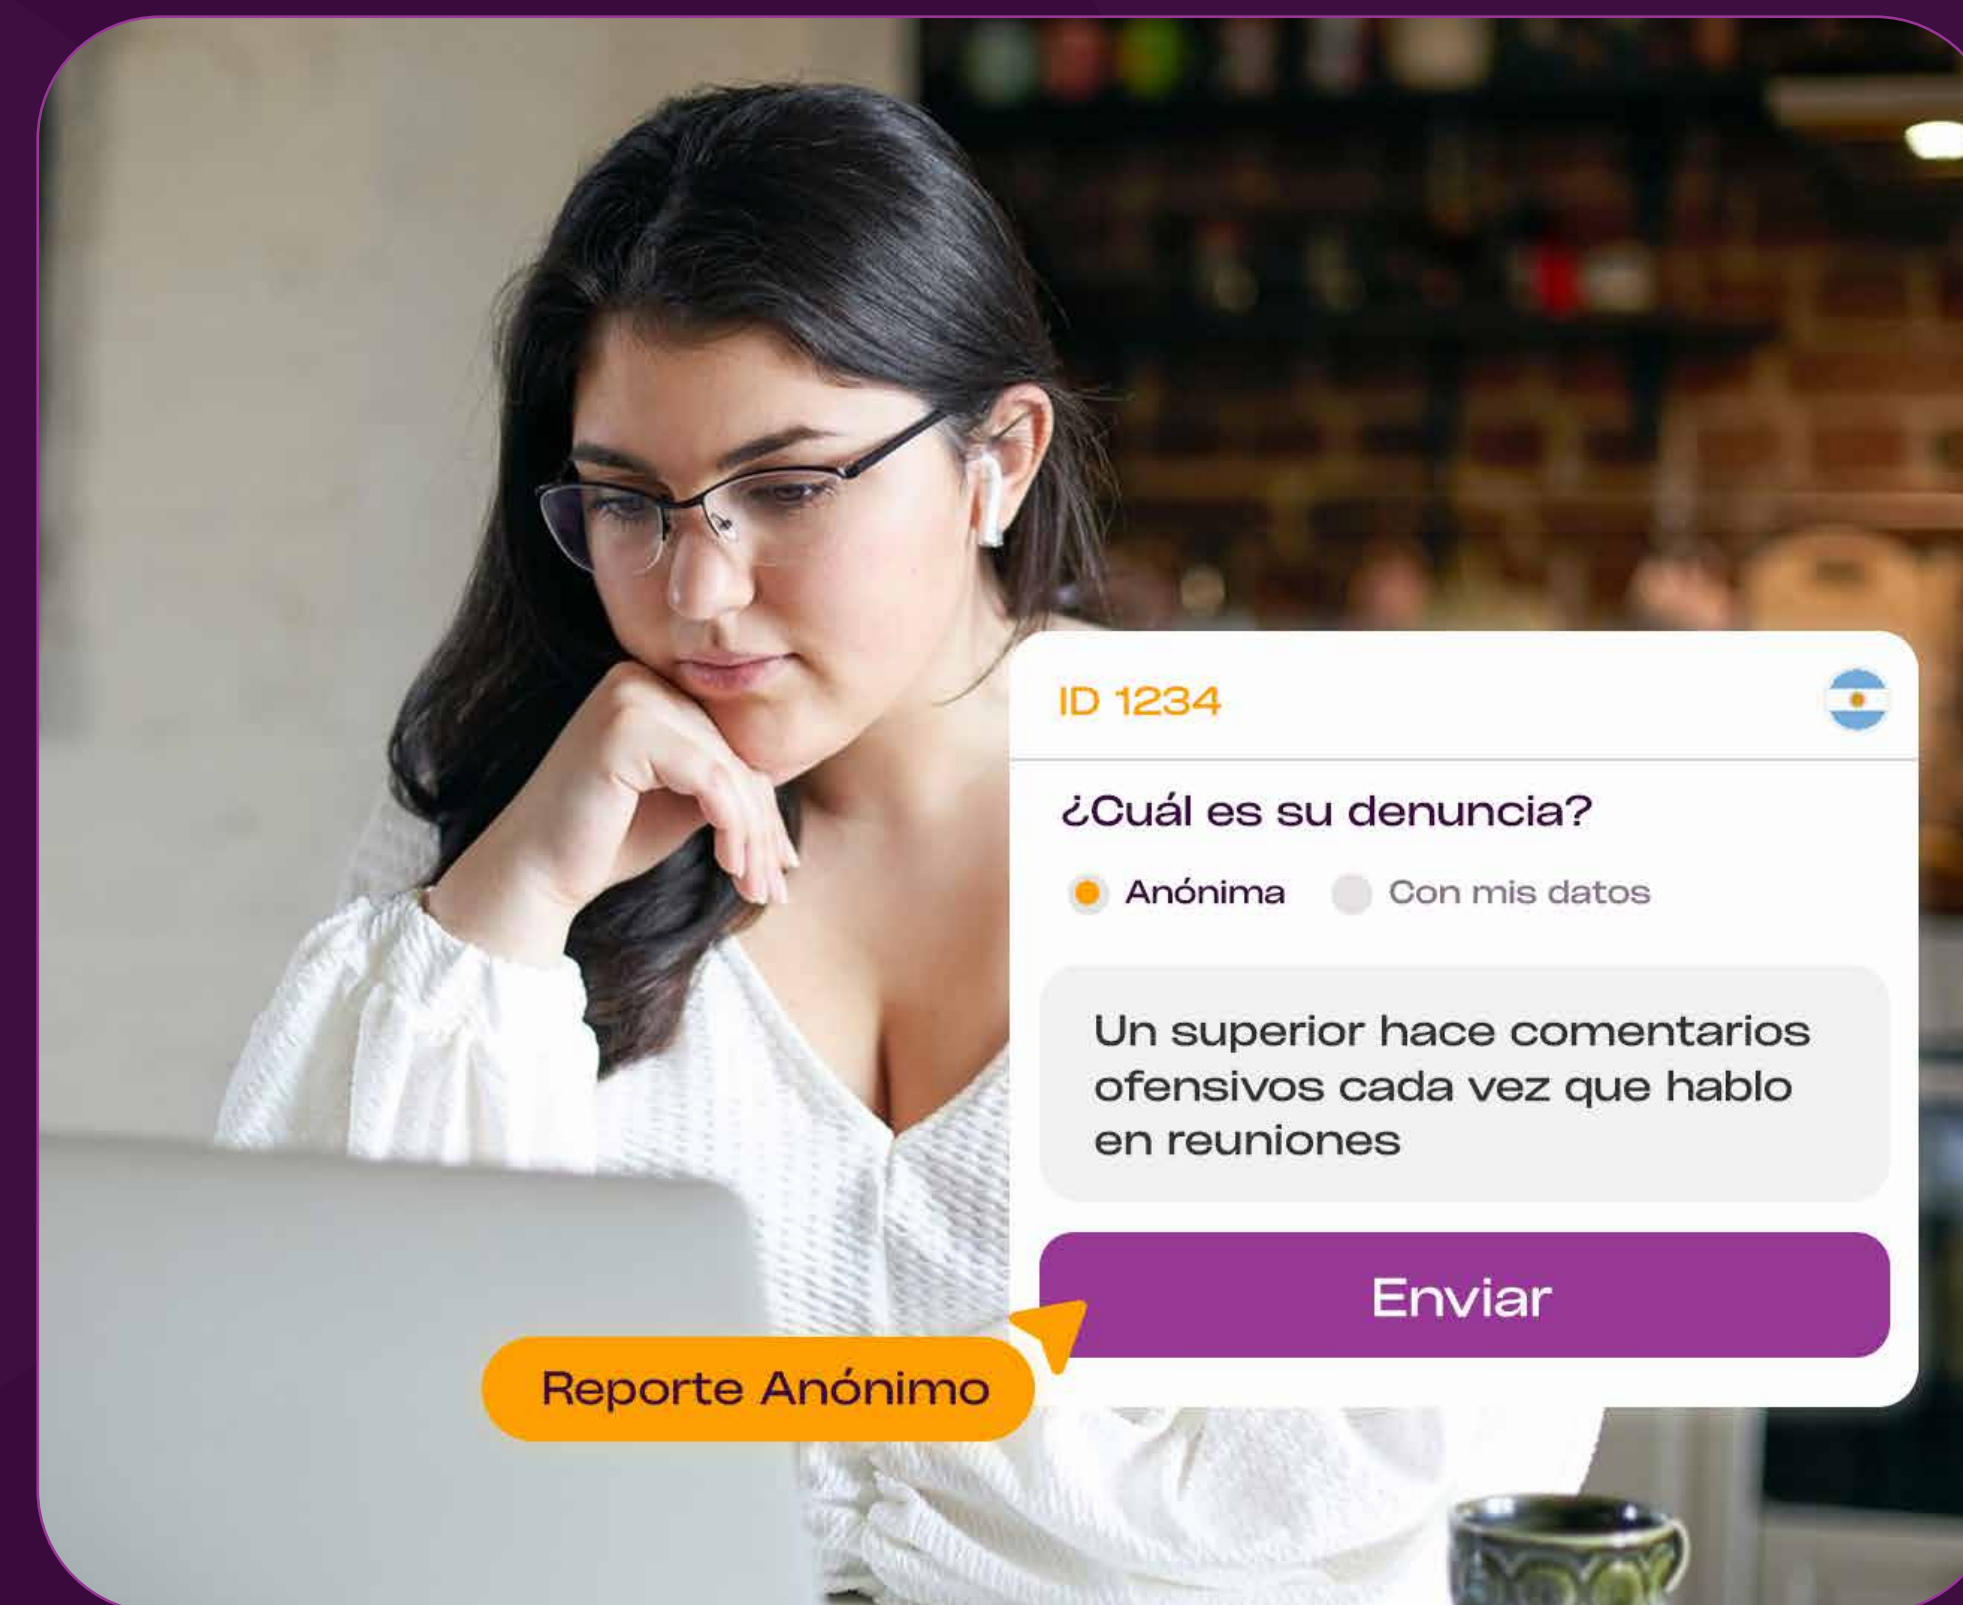 ID 1234
¿Cuál es su denuncia?
Anónima Con mis datos
Un superior hace comentarios
ofensivos cada vez que hablo
en reuniones
Enviar
Reporte Anónimo